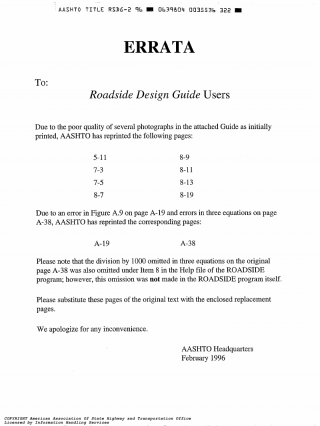 AASHTO TITLE RSDG-2 96 ■ 0639804 0035536 322 ■
ERRATA
To:
Roadside Design Guide Users
Due to the poor quality of several photographs in the attached Guide as initially
printed, AASHTO has reprinted the following pages:
5-11 8-9
7-3 8-11
7-5 8-13
8-7 8-19
Due to an error in Figure A.9 on page A-19 and errors in three equations on page
A-38, AASHTO has reprinted the corresponding pages:
A-19 A-38
Please note that the division by 1000 omitted in three equations on the original
page A-38 was also omitted under Item 8 in the Help file of the ROADSIDE
program; however, this omission was not made in the ROADSIDE program itself.
Please substitute these pages of the original text with the enclosed replacement
pages.
We apologize for any inconvenience.
AASHTO Headquarters
February 1996
COPYRIGHT American Association Of State Highway and Transportation Office
Licensed by Information Handling Services